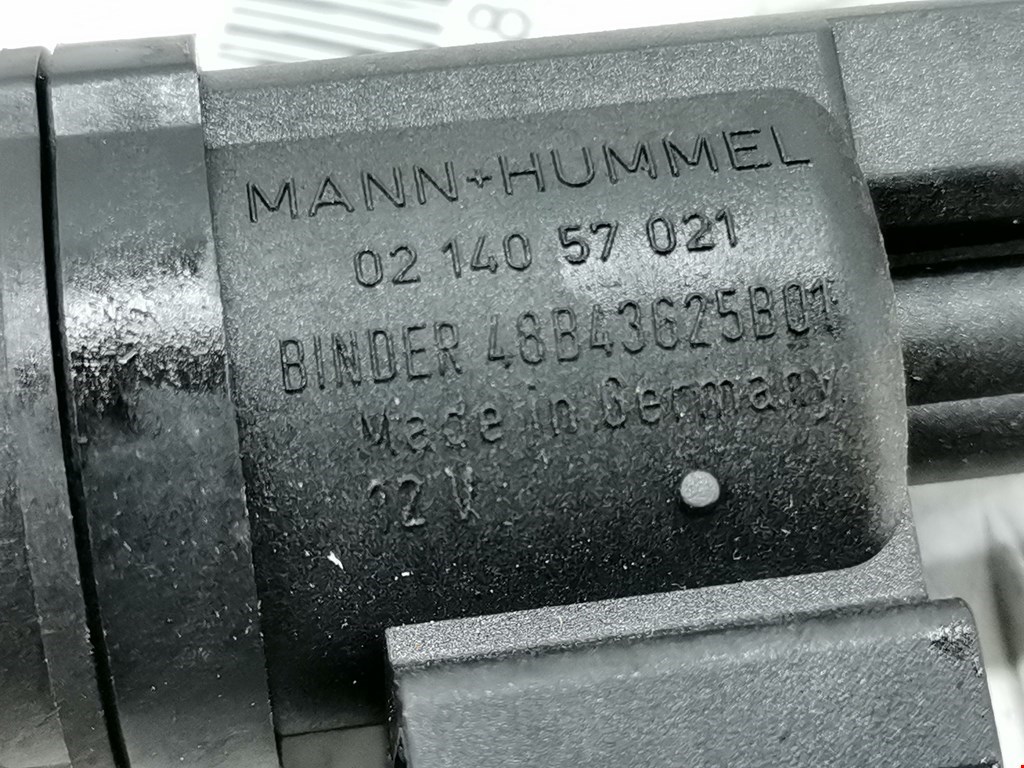 MANN+HUMMEL
02 140 57 021
BINDER 48B43625B01
Made in Germany
12 V